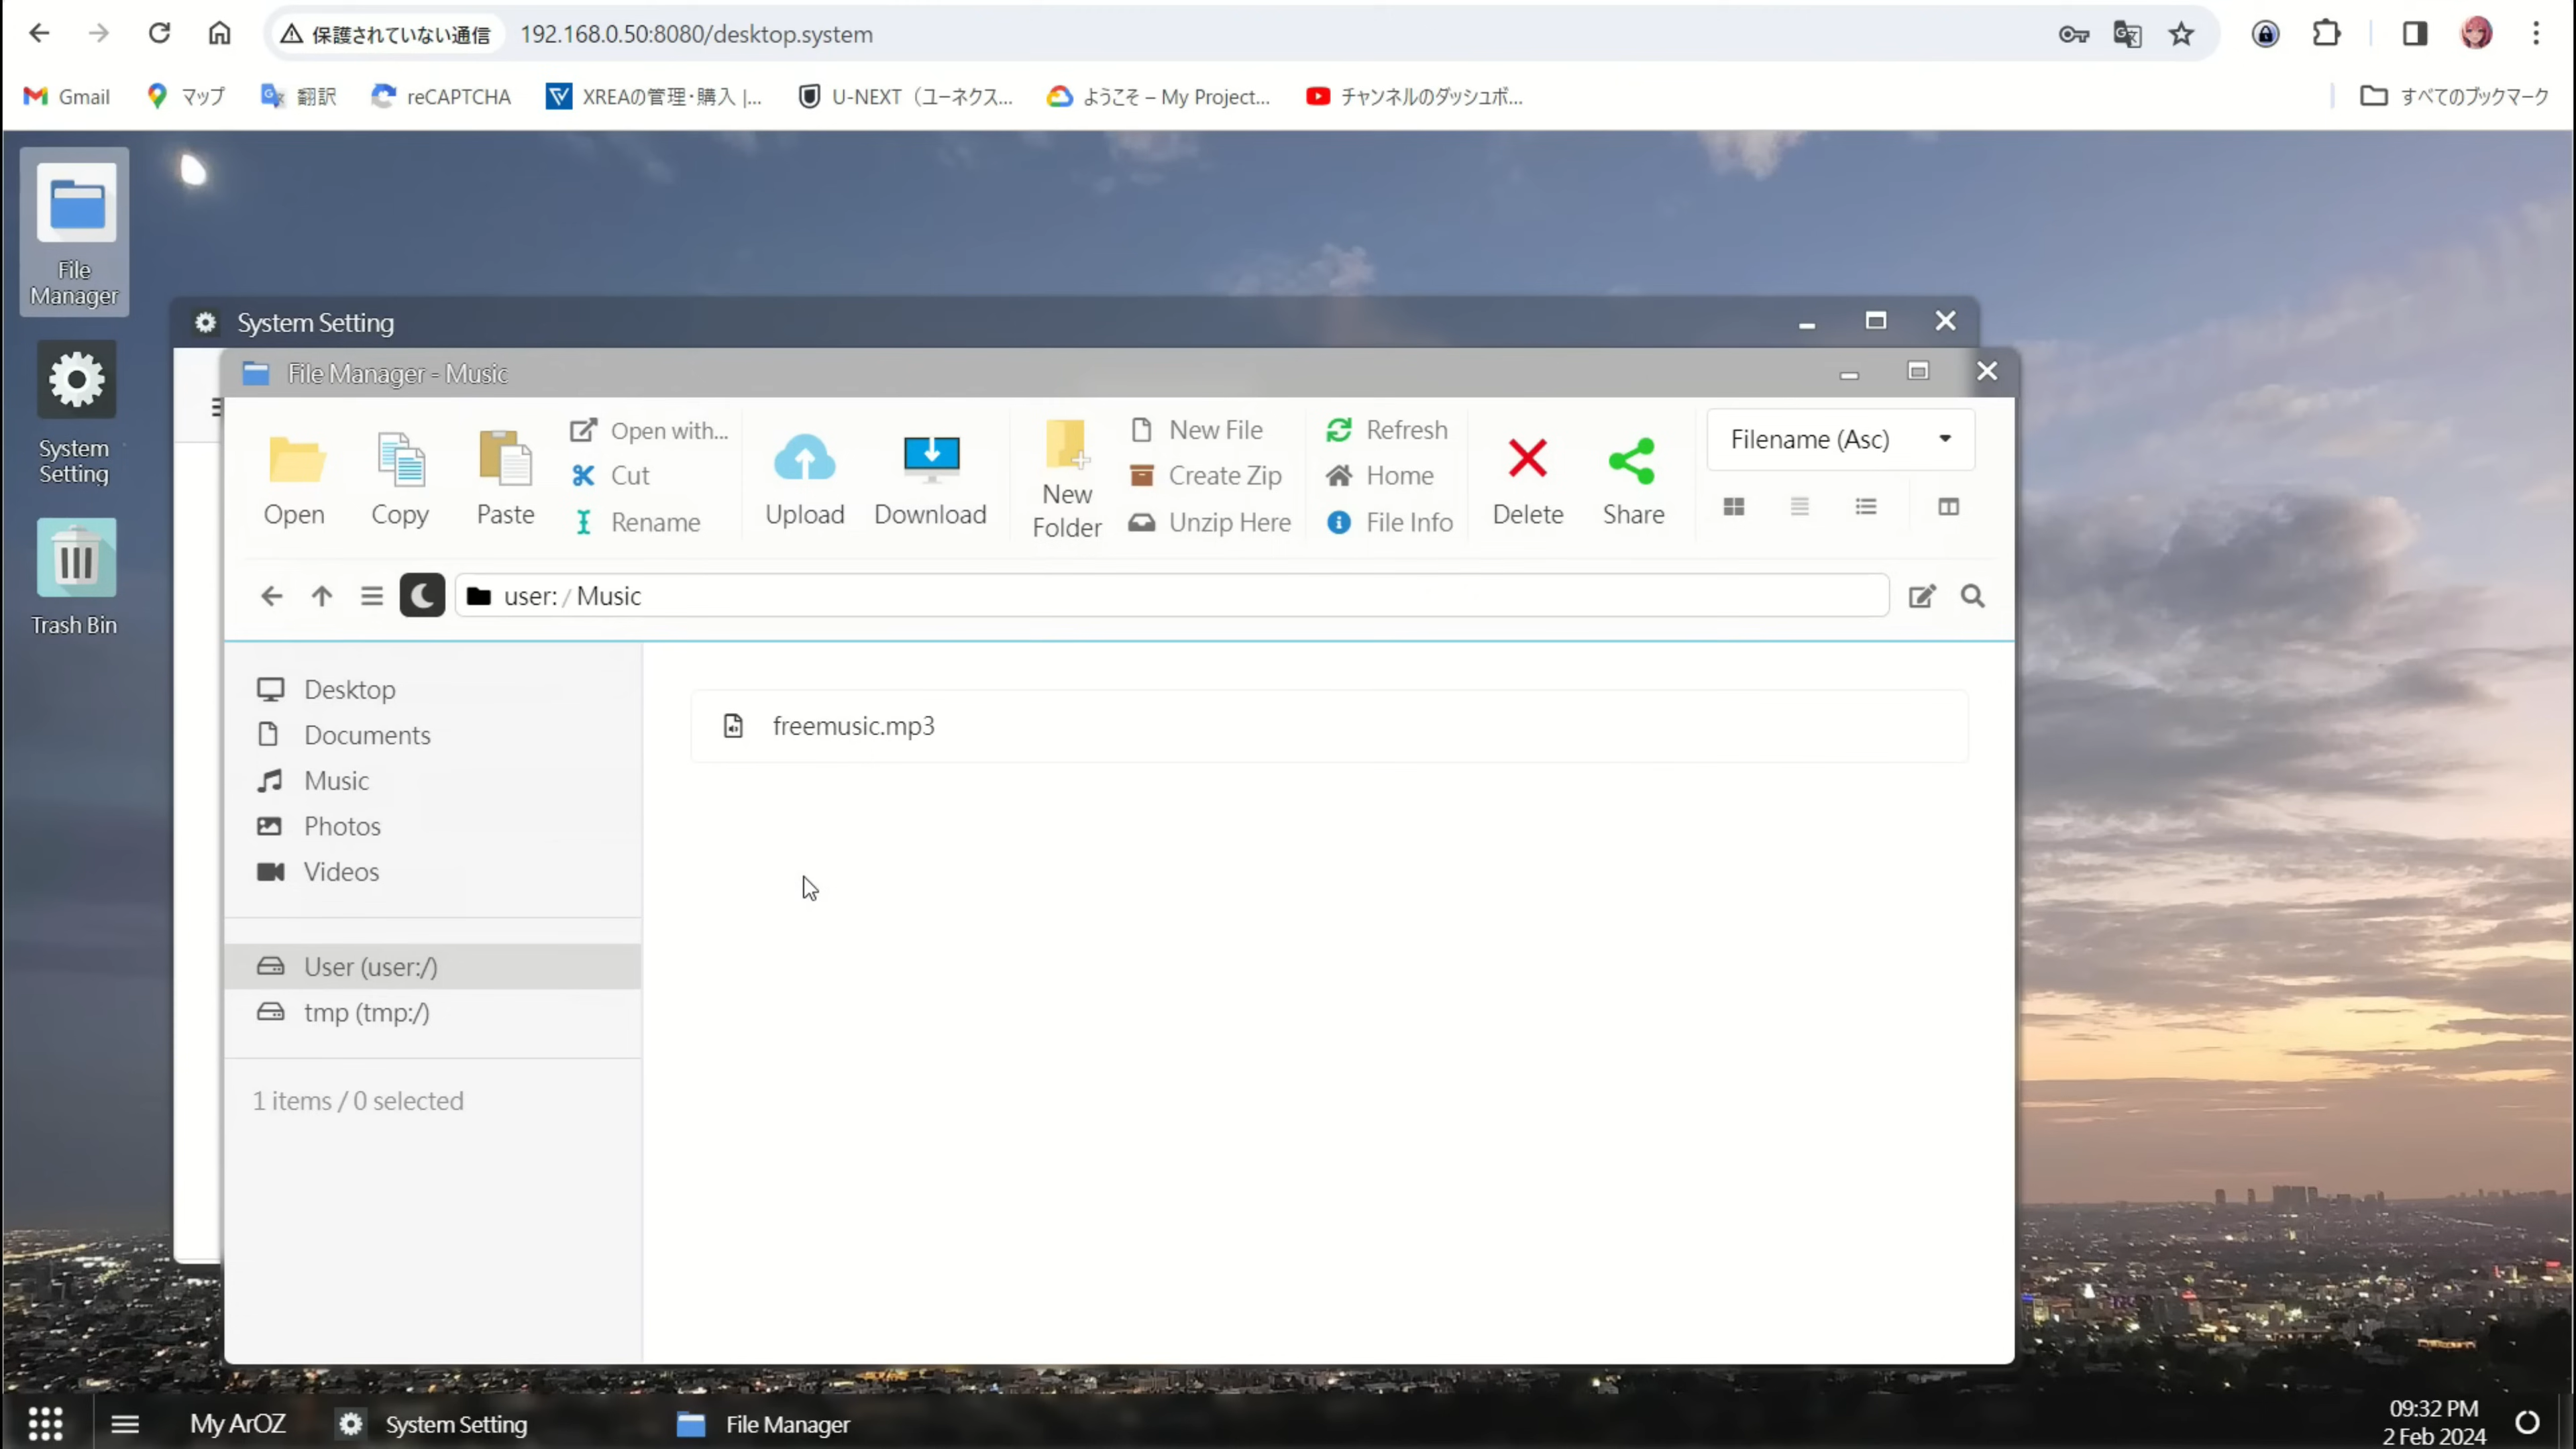 保護されていない通信 192.168.0.50:8080/desktop.system
Gmail マップ 翻訳 reCAPTCHA XREAの管理・購入 |... U-NEXT（ユーネクス... ようこそ – My Project... チャンネルのダッシュボ... すべてのブックマーク
File
Manager
System
Setting
Trash Bin
System Setting
File Manager - Music
Open
Copy
Paste
Open with...
Cut
Rename
Upload
Download
New
Folder
New File
Create Zip
Unzip Here
Refresh
Home
File Info
Delete
Share
Filename (Asc)
user: / Music
Desktop
Documents
Music
Photos
Videos
User (user:/)
tmp (tmp:/)
1 items / 0 selected
freemusic.mp3
My ArOZ System Setting File Manager
09:32 PM
2 Feb 2024